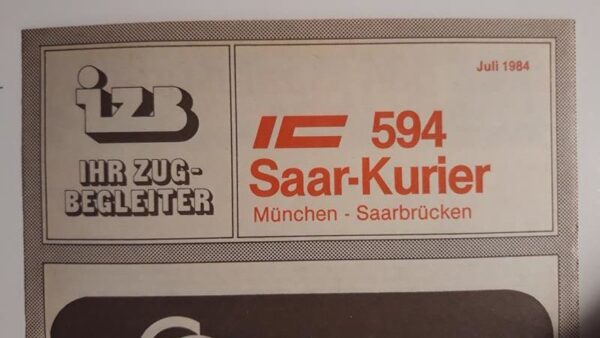 izb
IHR ZUG-
BEGLEITER
Juli 1984
IC 594
Saar-Kurier
München - Saarbrücken